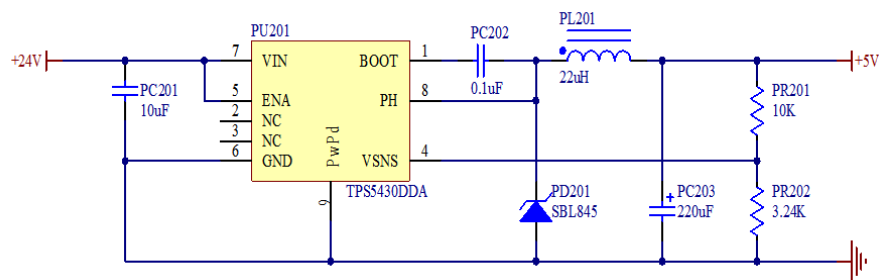 PU201
PL201
+24V
7
VIN
BOOT
1
PC202
+5V
PC201
10uF
22uH
0.1uF
5
ENA
PH
8
PR201
10K
2
NC
3
NC
6
GND
PwPd
VSNS
4
TPS5430DDA
9
PD201
SBL845
+
PC203
220uF
PR202
3.24K